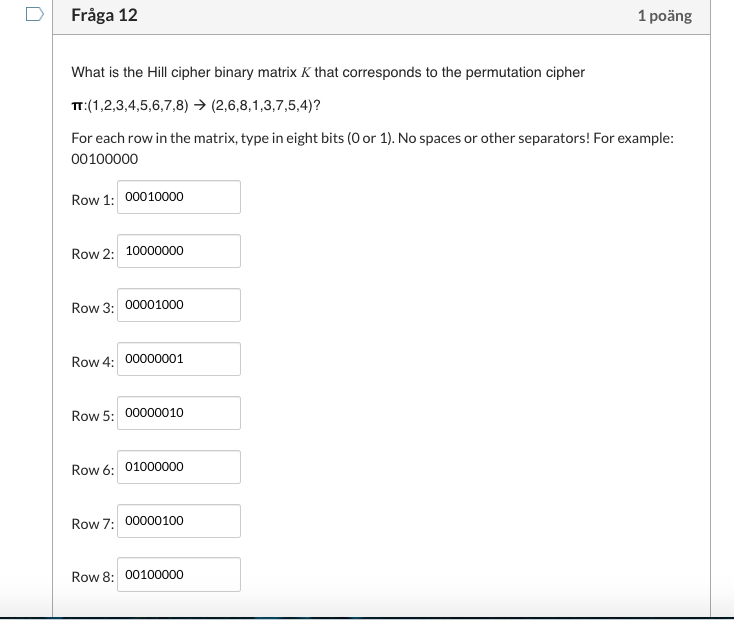 Fråga 12
1 poäng
What is the Hill cipher binary matrix K that corresponds to the permutation cipher
π:(1,2,3,4,5,6,7,8) → (2,6,8,1,3,7,5,4)?
For each row in the matrix, type in eight bits (0 or 1). No spaces or other separators! For example:
00100000
Row 1: 00010000
Row 2: 10000000
Row 3: 00001000
Row 4: 00000001
Row 5: 00000010
Row 6: 01000000
Row 7: 00000100
Row 8: 00100000